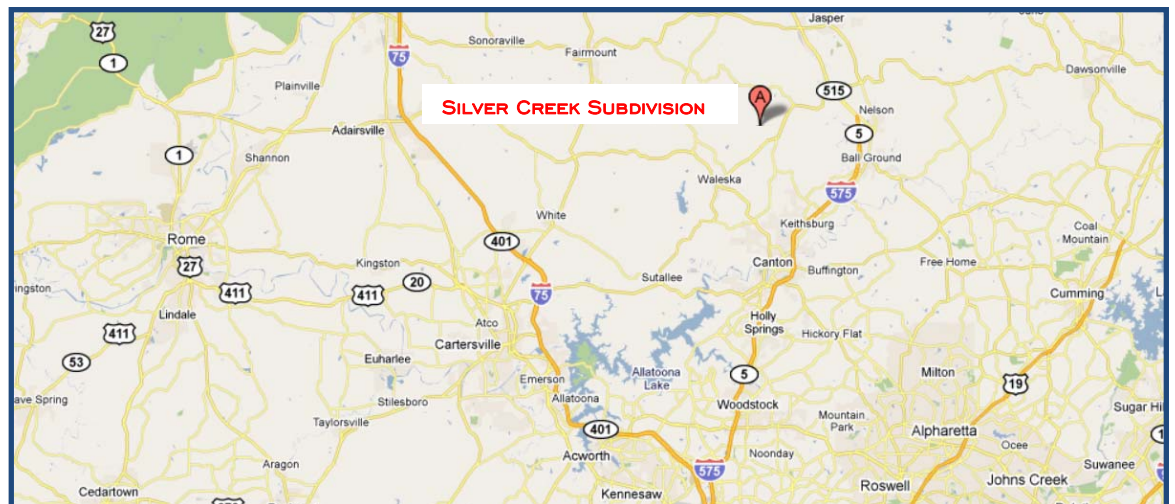 27
1
75
Sonoraville
Fairmount
Jasper
Dawsonville
Plainville
SILVER CREEK SUBDIVISION
A
515
Nelson
Adairsville
5
Ball Ground
1
Shannon
Waleska
575
White
Keithsburg
Coal
Mountain
Rome
401
27
Kingston
Canton
Buffington
Free Home
411
411
20
Sutallee
75
Cumming
Lindale
Holly
Springs
Hickory Flat
411
Atco
Cartersville
53
Euharlee
Emerson
Allatoona
Lake
5
Milton
19
ave Spring
Stilesboro
Allatoona
Woodstock
Mountain
Park
Sugar Hi
Taylorsville
401
Alpharetta
Ocee
Aragon
Acworth
575
Noonday
Suwanee
Cedartown
Kennesaw
Roswell
Johns Creek